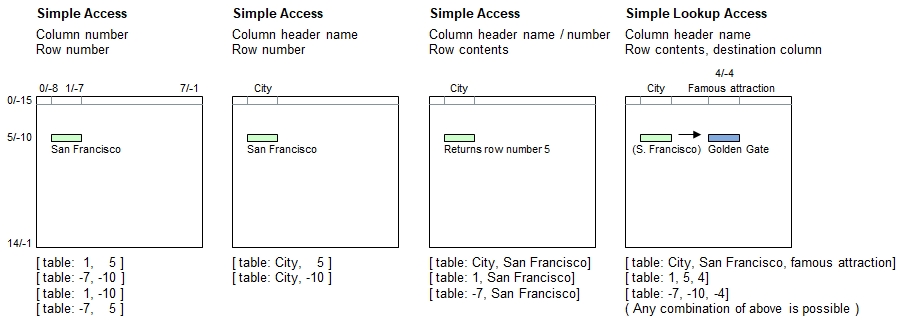 Simple Access
Column number
Row number
0/-8 1/-7 7/-1
0/-15
5/-10
San Francisco
14/-1
[ table: 1, 5 ]
[ table: -7, -10 ]
[ table: 1, -10 ]
[ table: -7, 5 ]
Simple Access
Column header name
Row number
City
San Francisco
[ table: City, 5 ]
[ table: City, -10 ]
Simple Access
Column header name / number
Row contents
City
Returns row number 5
[ table: City, San Francisco]
[ table: 1, San Francisco]
[ table: -7, San Francisco]
Simple Lookup Access
Column header name
Row contents, destination column
4/-4
City Famous attraction
(S. Francisco) Golden Gate
[ table: City, San Francisco, famous attraction]
[ table: 1, 5, 4]
[ table: -7, -10, -4]
( Any combination of above is possible )